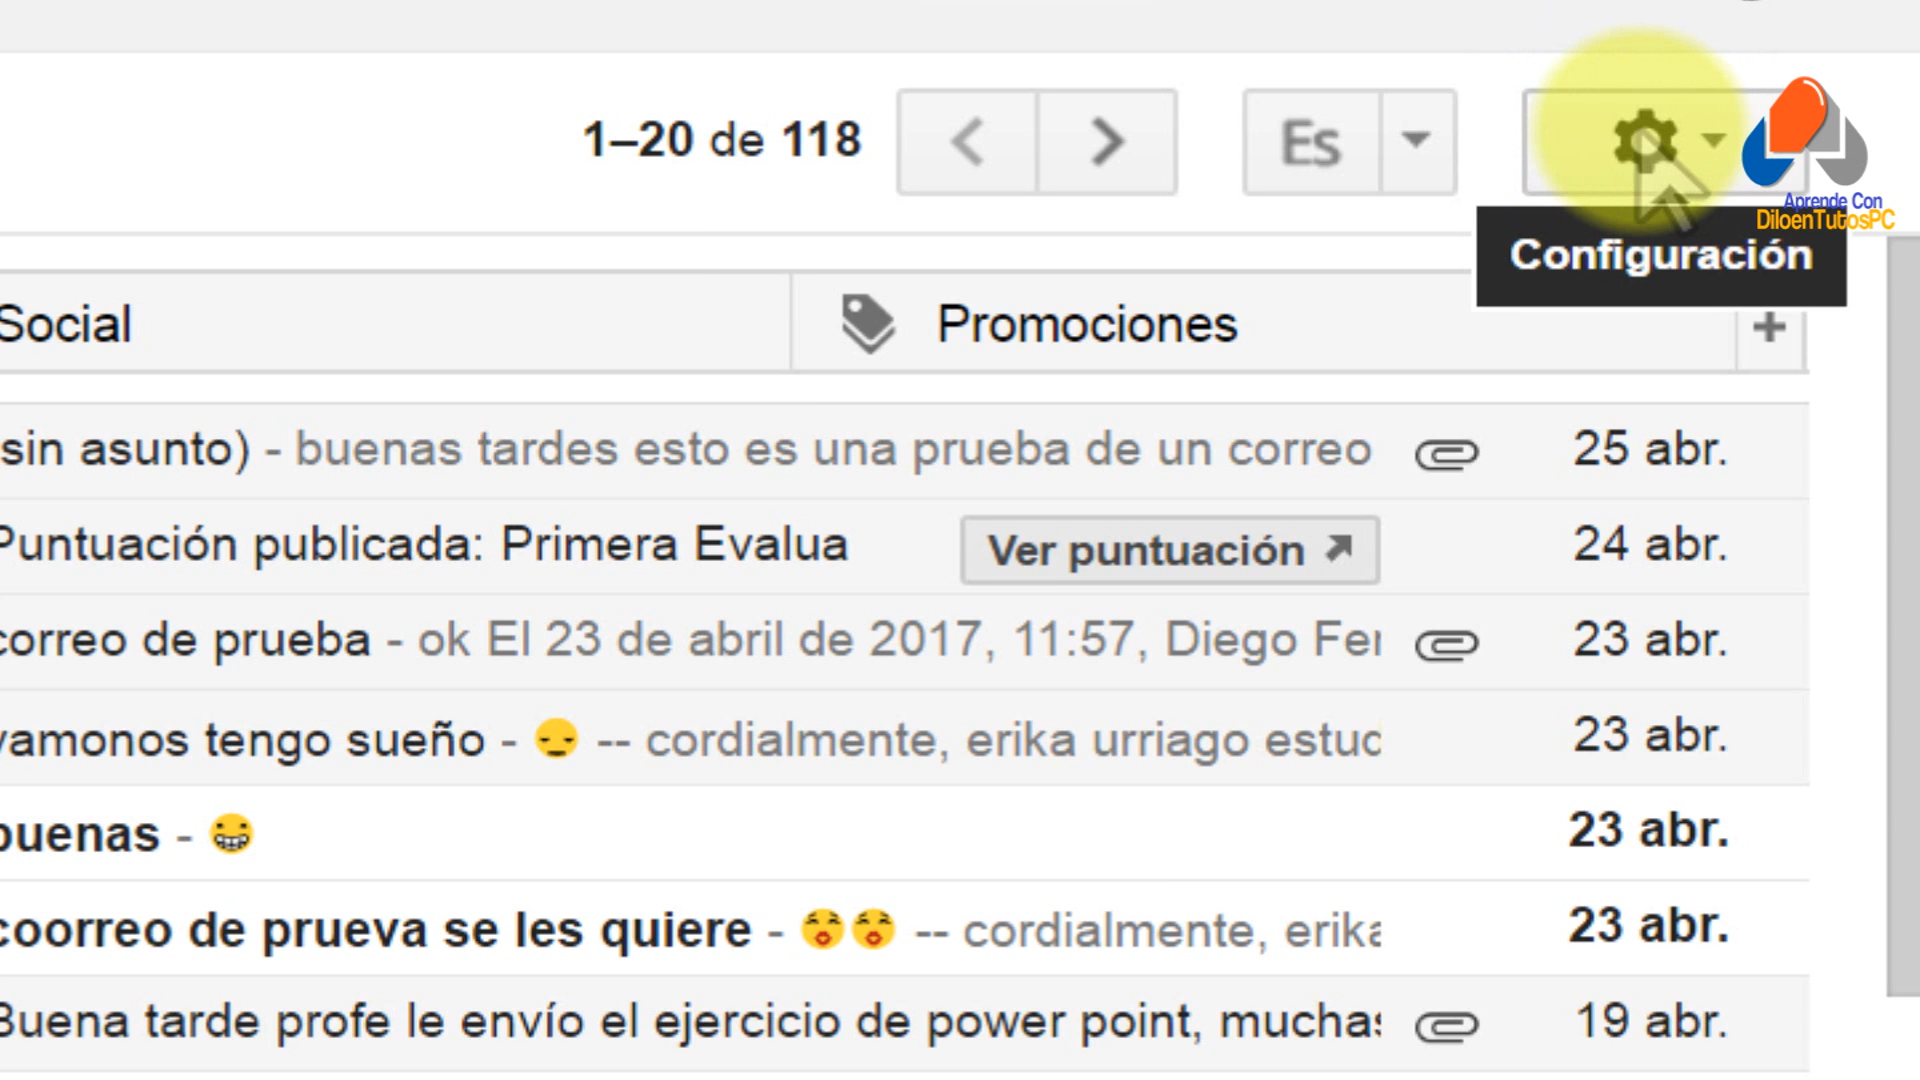 1–20 de 118
Es
Aprende Con
DiloenTutosPC
Configuración
Social
Promociones
sin asunto) - buenas tardes esto es una prueba de un correo
25 abr.
Puntuación publicada: Primera Evalua
Ver puntuación
24 abr.
correo de prueba - ok El 23 de abril de 2017, 11:57, Diego Fer
23 abr.
vamonos tengo sueño - 😔 -- cordialmente, erika urriago estud
23 abr.
buenas - 😁
23 abr.
coorreo de prueva se les quiere - 😚😚 -- cordialmente, erika
23 abr.
Buena tarde profe le envío el ejercicio de power point, muchas
19 abr.